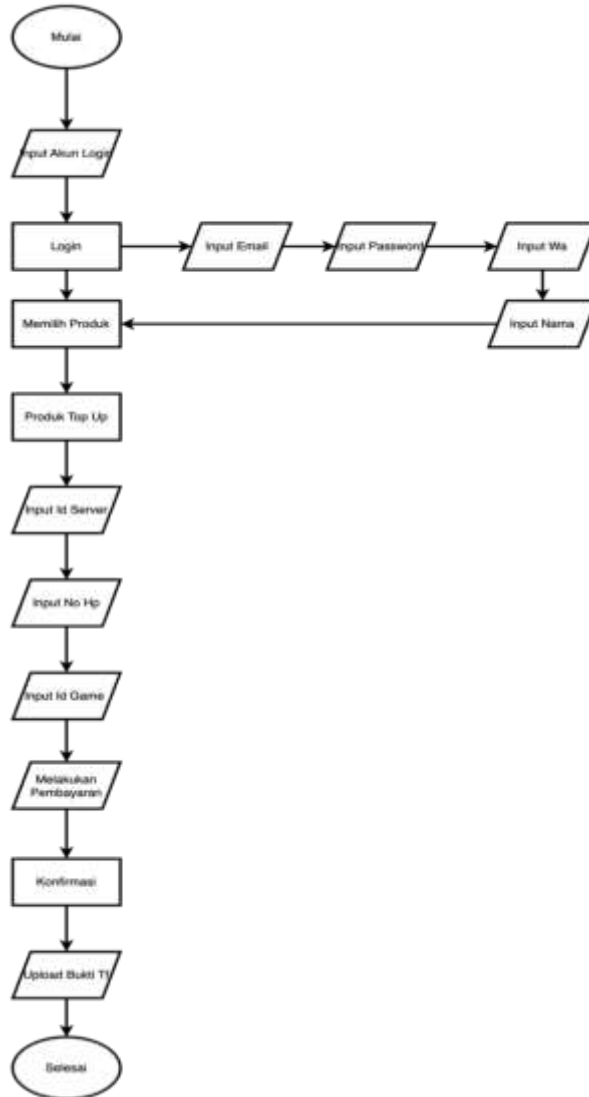 Mulai
Input Akun Login
Login
Input Email
Input Password
Input Wa
Memilih Produk
Input Nama
Produk Top Up
Input Id Server
Input No Hp
Input Id Game
Melakukan
Pembayaran
Konfirmasi
Upload Bukti Tf
Selesai